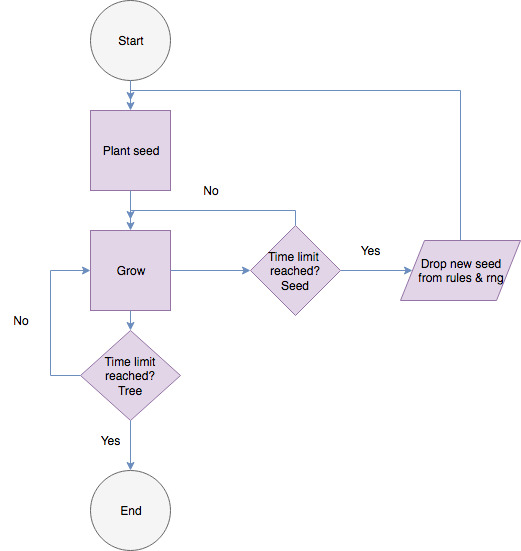 Start
Plant seed
No
Grow
Time limit
reached?
Seed
Yes
Drop new seed
from rules & rng
No
Time limit
reached?
Tree
Yes
End